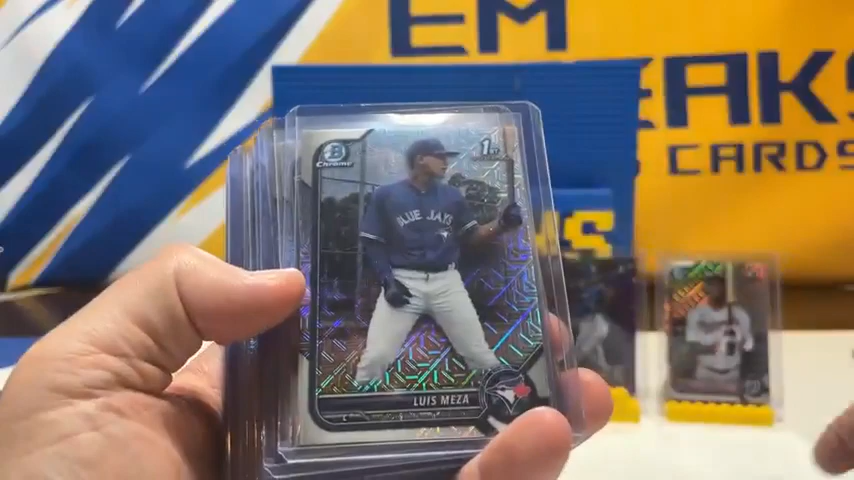 EM
EAKS
CARDS
B
Chrome
1st
BLUE JAYS
LUIS MEZA